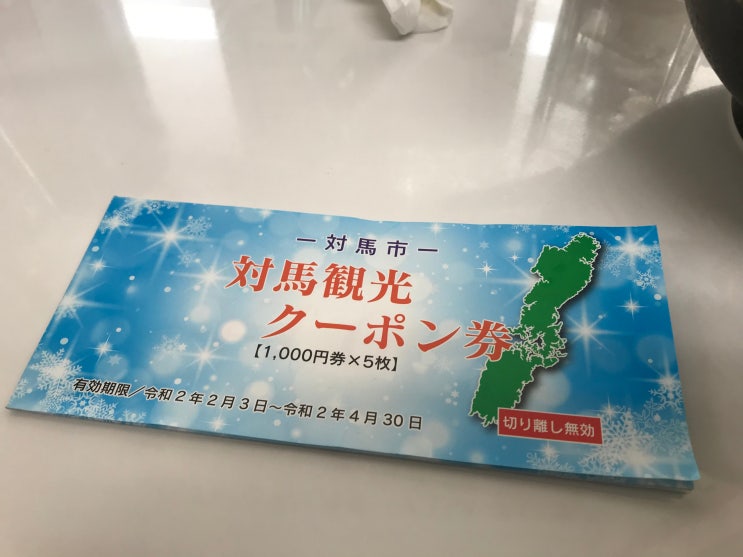 ―対馬市―
対馬観光
クーポン券
【1,000円券×5枚】
有効期限／令和2年2月3日～令和2年4月30日
切り離し無効